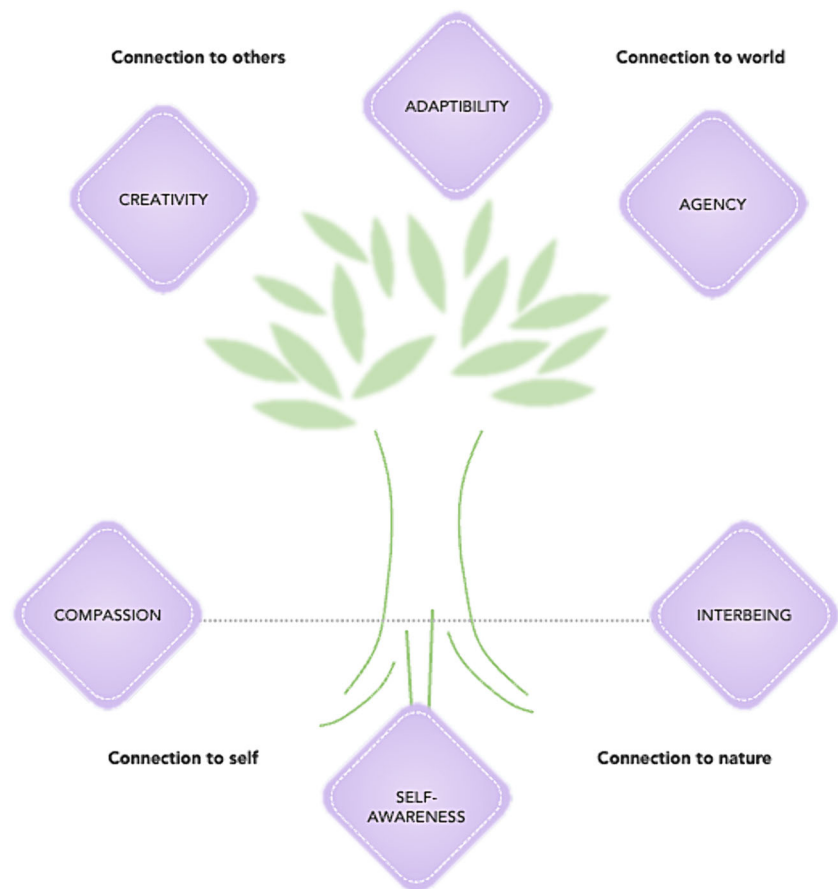 Connection to others
ADAPTIBILITY
Connection to world
CREATIVITY
AGENCY
COMPASSION
INTERBEING
Connection to self
Connection to nature
SELF-
AWARENESS